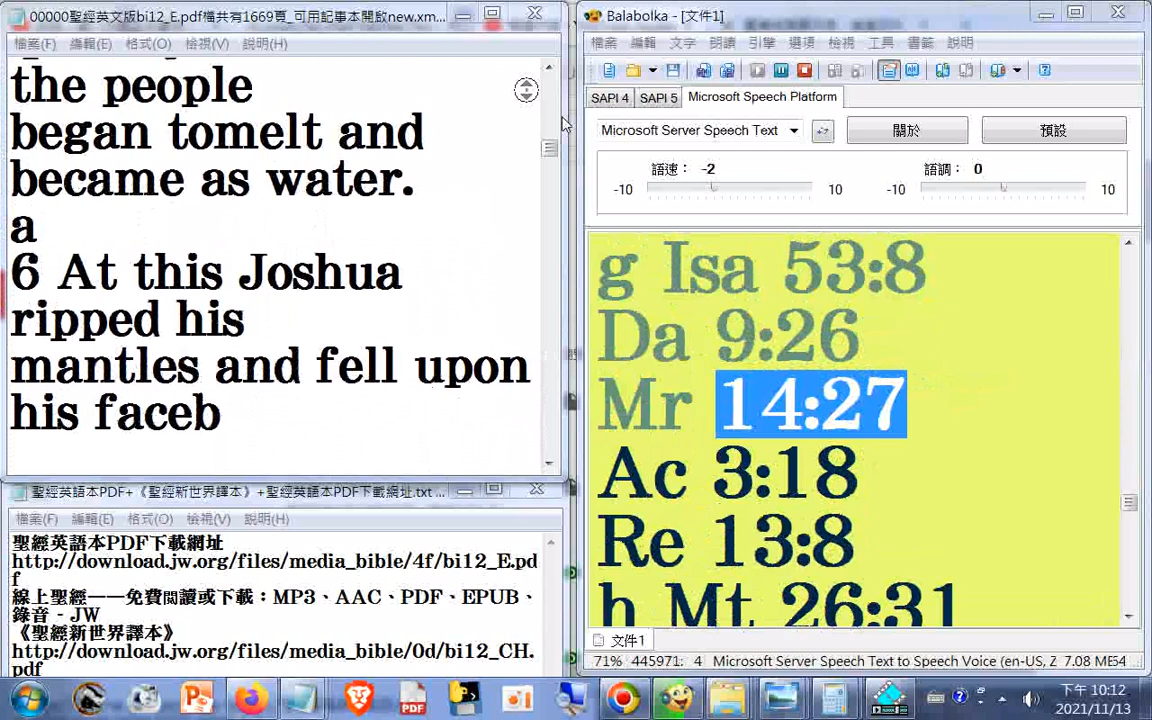 00000聖經英文版bi12_E.pdf檔共有1669頁_可用記事本開啟new.xm...
檔案(F) 編輯(E) 格式(O) 檢視(V) 說明(H)
the people
began tomelt and
became as water.
a
6 At this Joshua
ripped his
mantles and fell upon
his faceb
聖經英語本PDF+《聖經新世界譯本》+聖經英語本PDF下載網址.txt ...
檔案(F) 編輯(E) 格式(O) 檢視(V) 說明(H)
聖經英語本PDF下載網址
http://download.jw.org/files/media_bible/4f/bi12_E.pd
f
線上聖經——免費閱讀或下載：MP3、AAC、PDF、EPUB、
錄音 - JW
《聖經新世界譯本》
http://download.jw.org/files/media_bible/0d/bi12_CH.
pdf
Balabolka - [文件1]
檔案 編輯 文字 朗讀 引擎 選項 檢視 工具 書籤 說明
SAPI 4 SAPI 5 Microsoft Speech Platform
Microsoft Server Speech Text 關於 預設
語速： -2 語調： 0
-10 10 -10 10
g Isa 53:8
Da 9:26
Mr 14:27
Ac 3:18
Re 13:8
h Mt 26:31
文件1
71% 445971: 4 Microsoft Server Speech Text to Speech Voice (en-US, Z 7.08 ME54
PDF
下午 10:12
2021/11/13